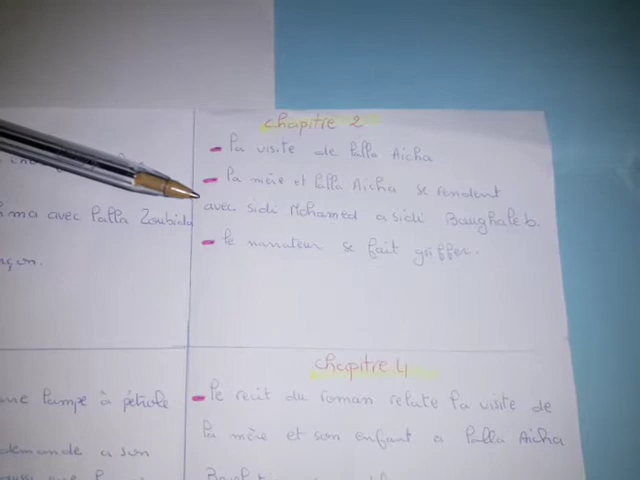 Chapitre 2
- la visite de lalla Aicha
- la mère et lalla Aicha se rendent
avec sidi Mohamed a sidi Boughaleb.
- le narrateur se fait griffer.
ma avec lalla Zoubida
çon.
Chapitre 4
- le recit du roman relate la visite de
la mère et son enfant a lalla Aicha
une lampe à pétrole
demande a son